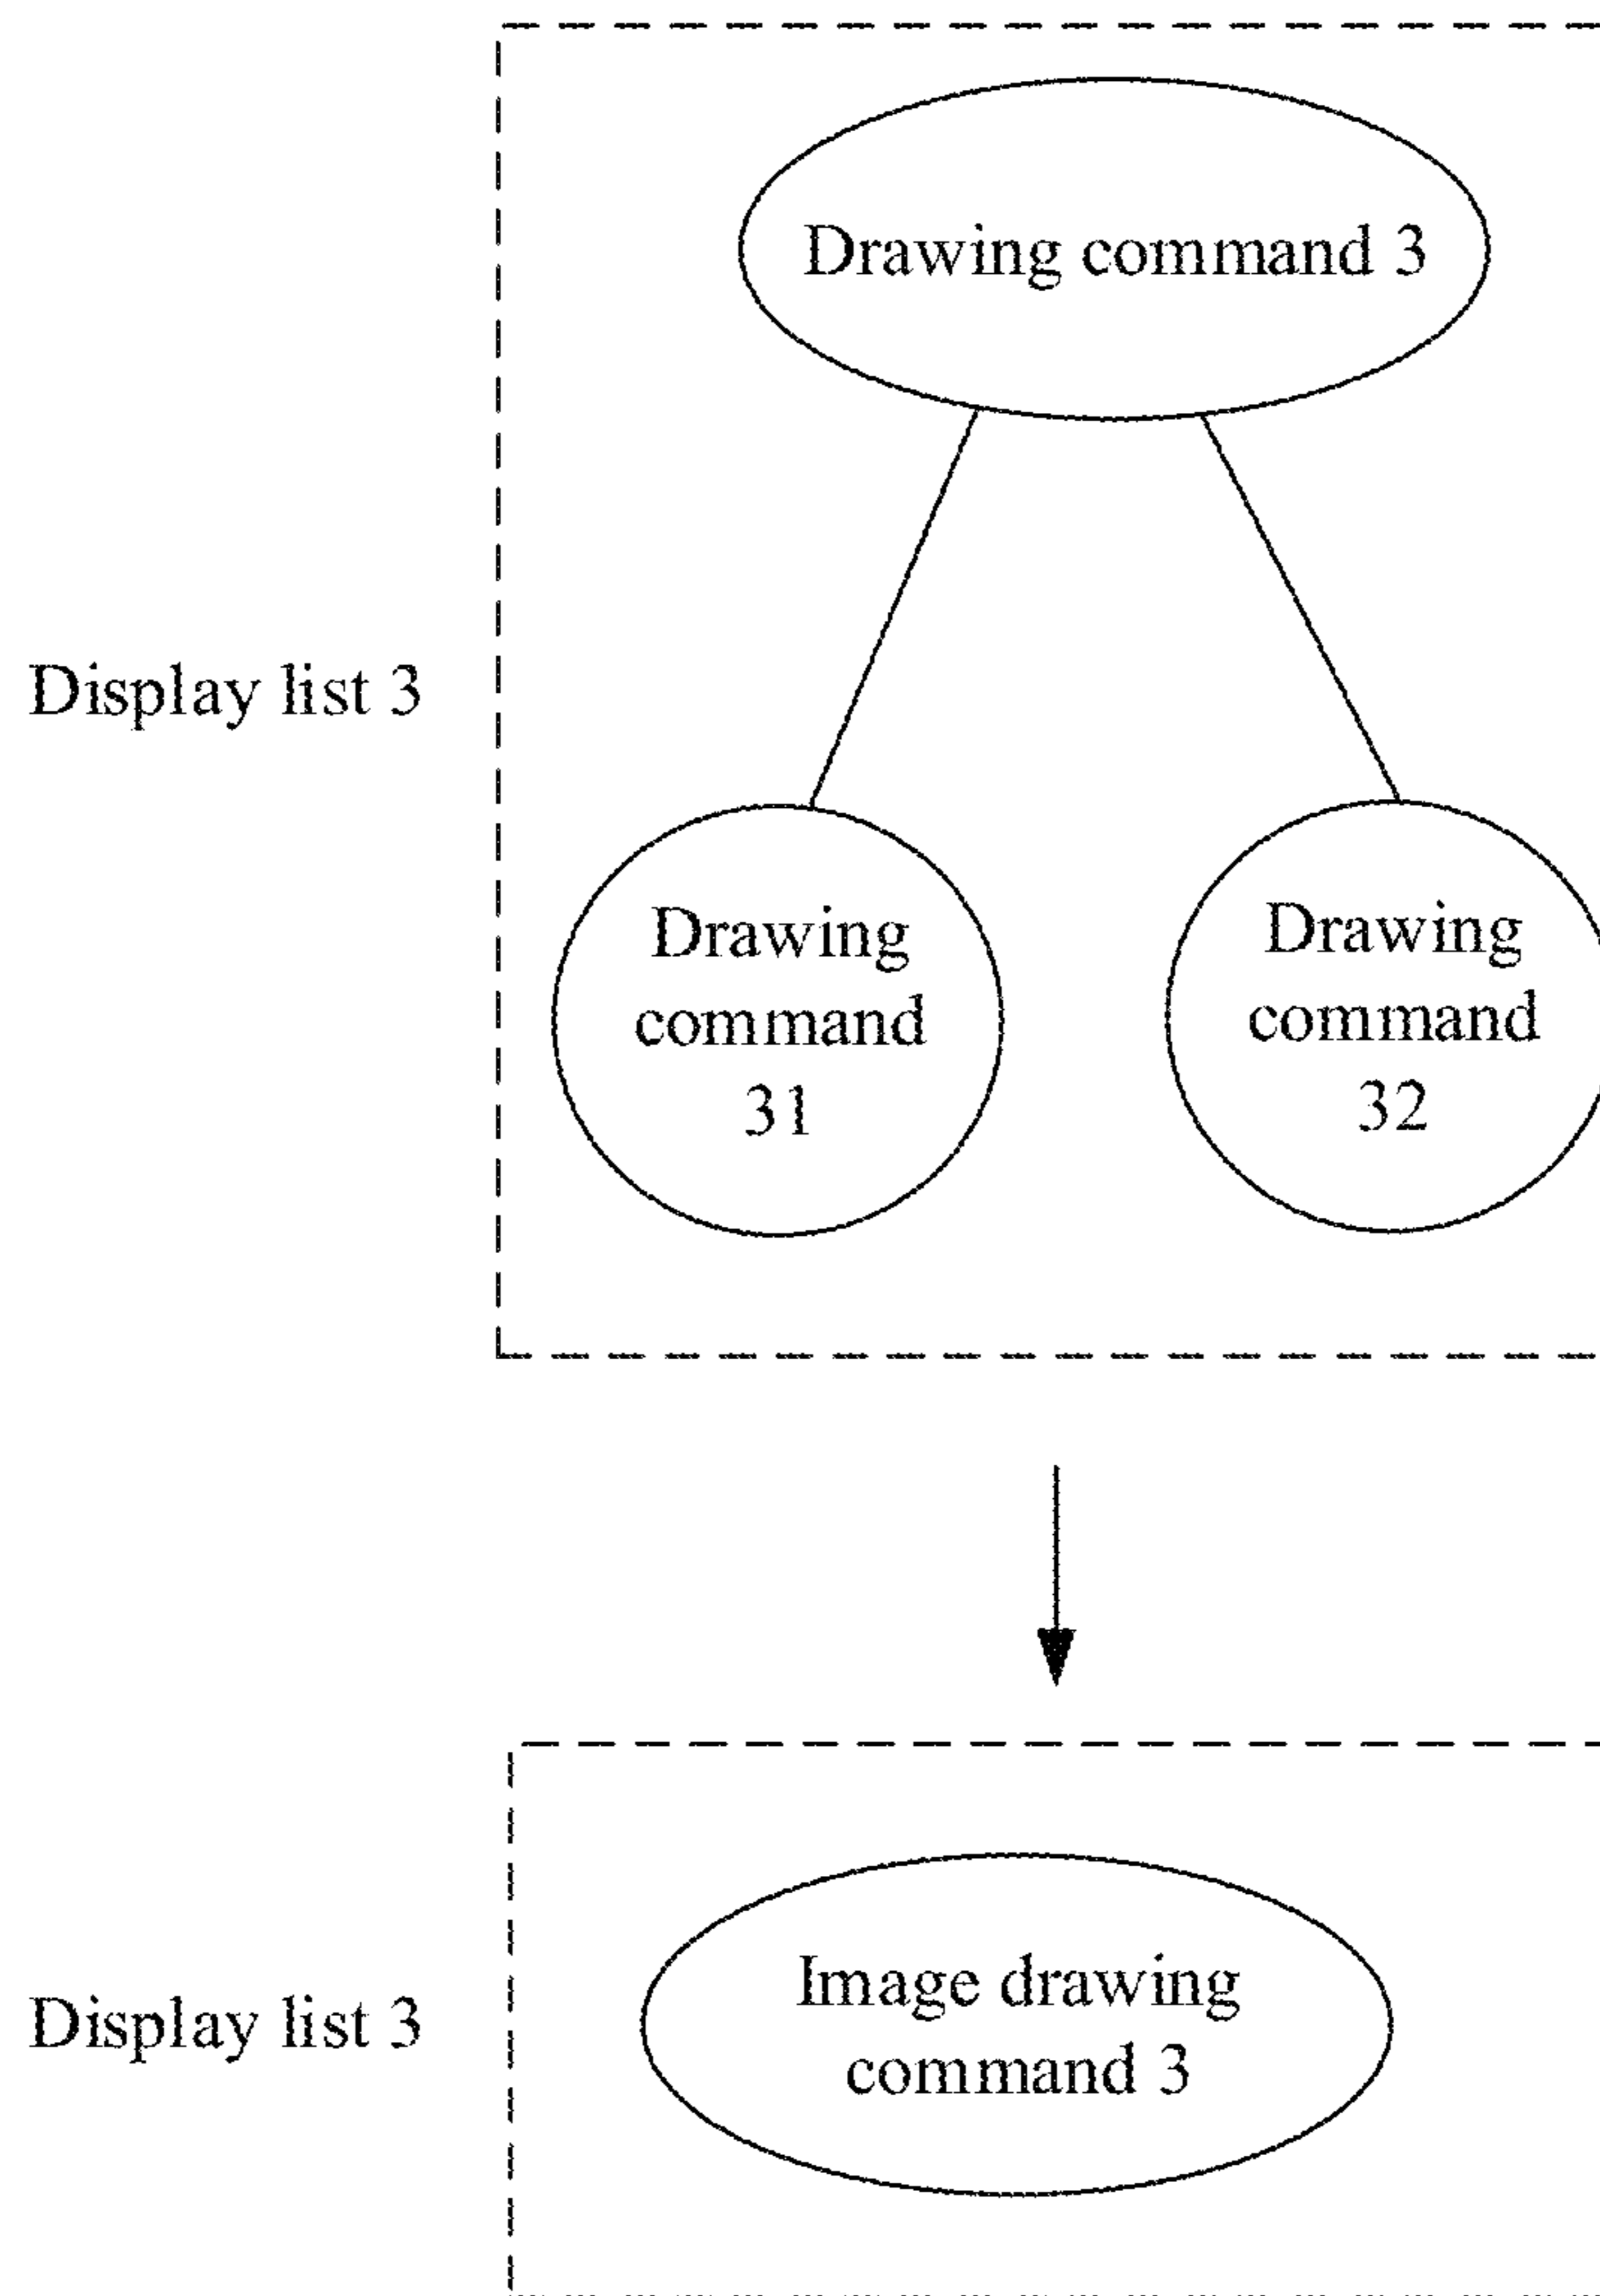 Drawing command 3
Display list 3
Drawing
command
31
Drawing
command
32
Display list 3
Image drawing
command 3